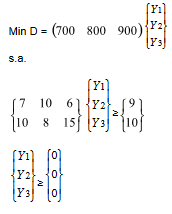 Min D = (700 800 900) {Y1 Y2 Y3}
s.a.
{7 10 6
10 8 15} {Y1 Y2 Y3} ≥ {9 10}
{Y1 Y2 Y3} ≥ {0 0 0}